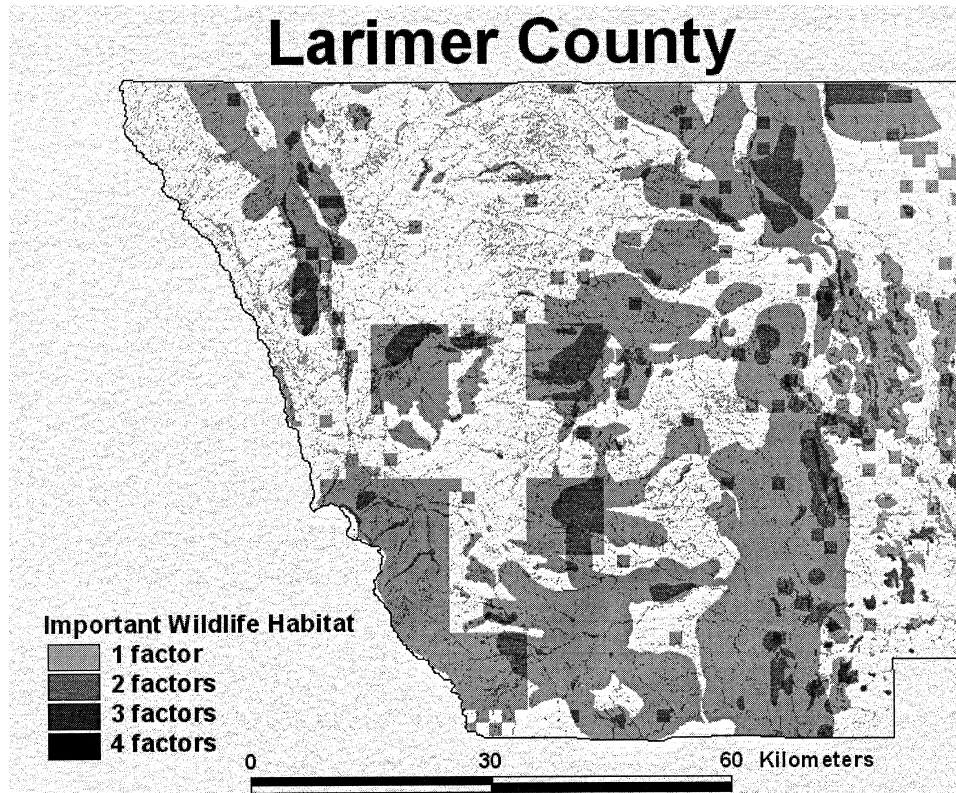 Larimer County
Important Wildlife Habitat
1 factor
2 factors
3 factors
4 factors
0 30 60 Kilometers